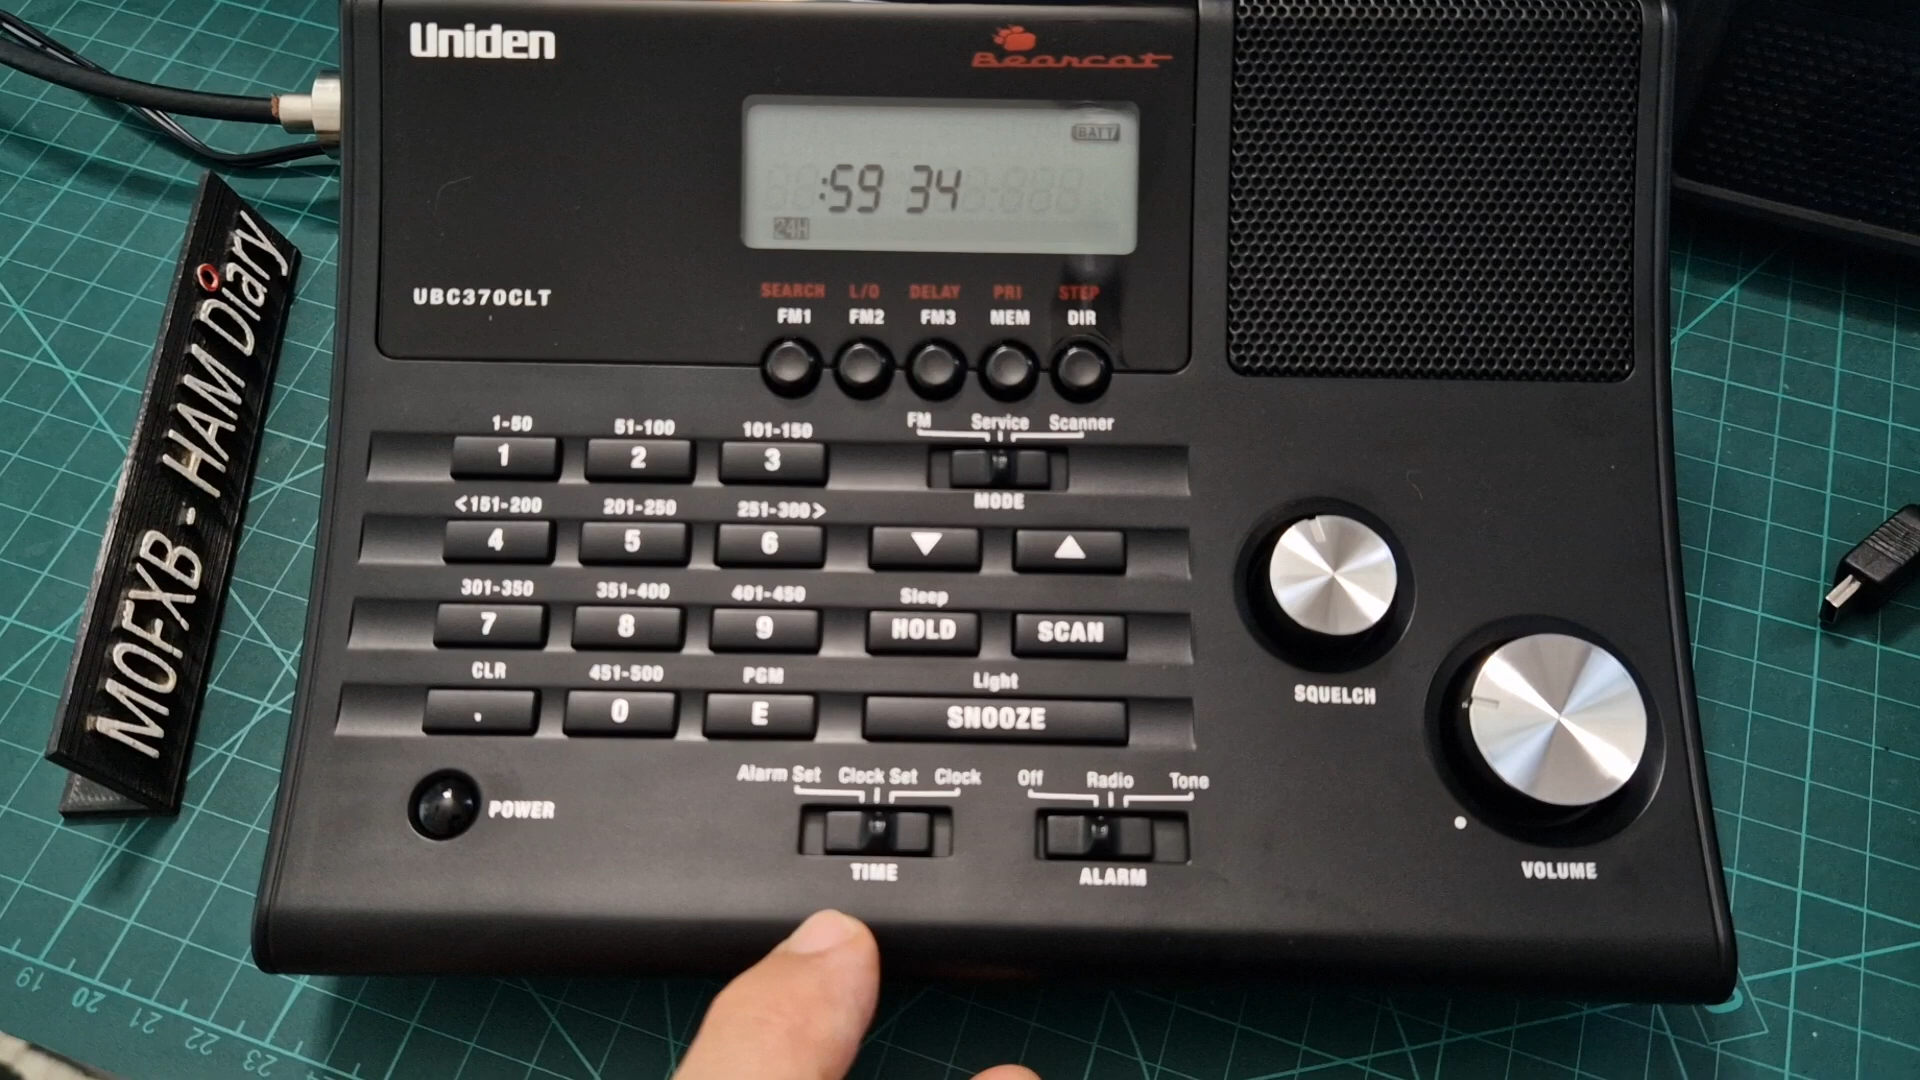 Uniden
Bearcat
BATT
:59 34
24H
UBC370CLT
SEARCH L/O DELAY PRI STEP
FM1 FM2 FM3 MEM DIR
FM Service Scanner
MODE
1-50 51-100 101-150
1 2 3
<151-200 201-250 251-300>
4 5 6
301-350 351-400 401-450 Sleep
7 8 9 HOLD SCAN
CLR 451-500 PGM Light
. 0 E SNOOZE
SQUELCH
VOLUME
POWER
Alarm Set Clock Set Clock
TIME
Off Radio Tone
ALARM
M0FXB - HAM Diary
19 20 21 22 23 24